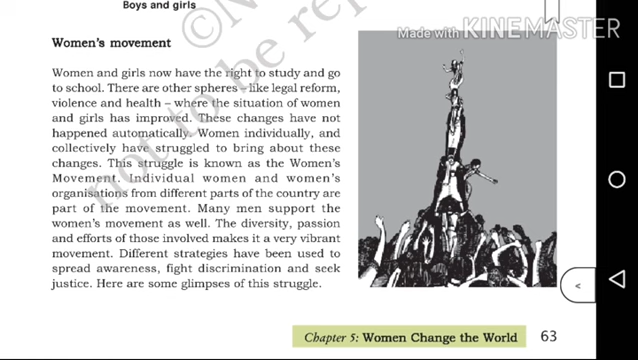 Boys and girls
Made with KINEMASTER
Women's movement
Women and girls now have the right to study and go
to school. There are other spheres – like legal reform,
violence and health – where the situation of women
and girls has improved. These changes have not
happened automatically. Women individually, and
collectively have struggled to bring about these
changes. This struggle is known as the Women's
Movement. Individual women and women's
organisations from different parts of the country are
part of the movement. Many men support the
women's movement as well. The diversity, passion
and efforts of those involved makes it a very vibrant
movement. Different strategies have been used to
spread awareness, fight discrimination and seek
justice. Here are some glimpses of this struggle.
Chapter 5: Women Change the World 63
not to be rep